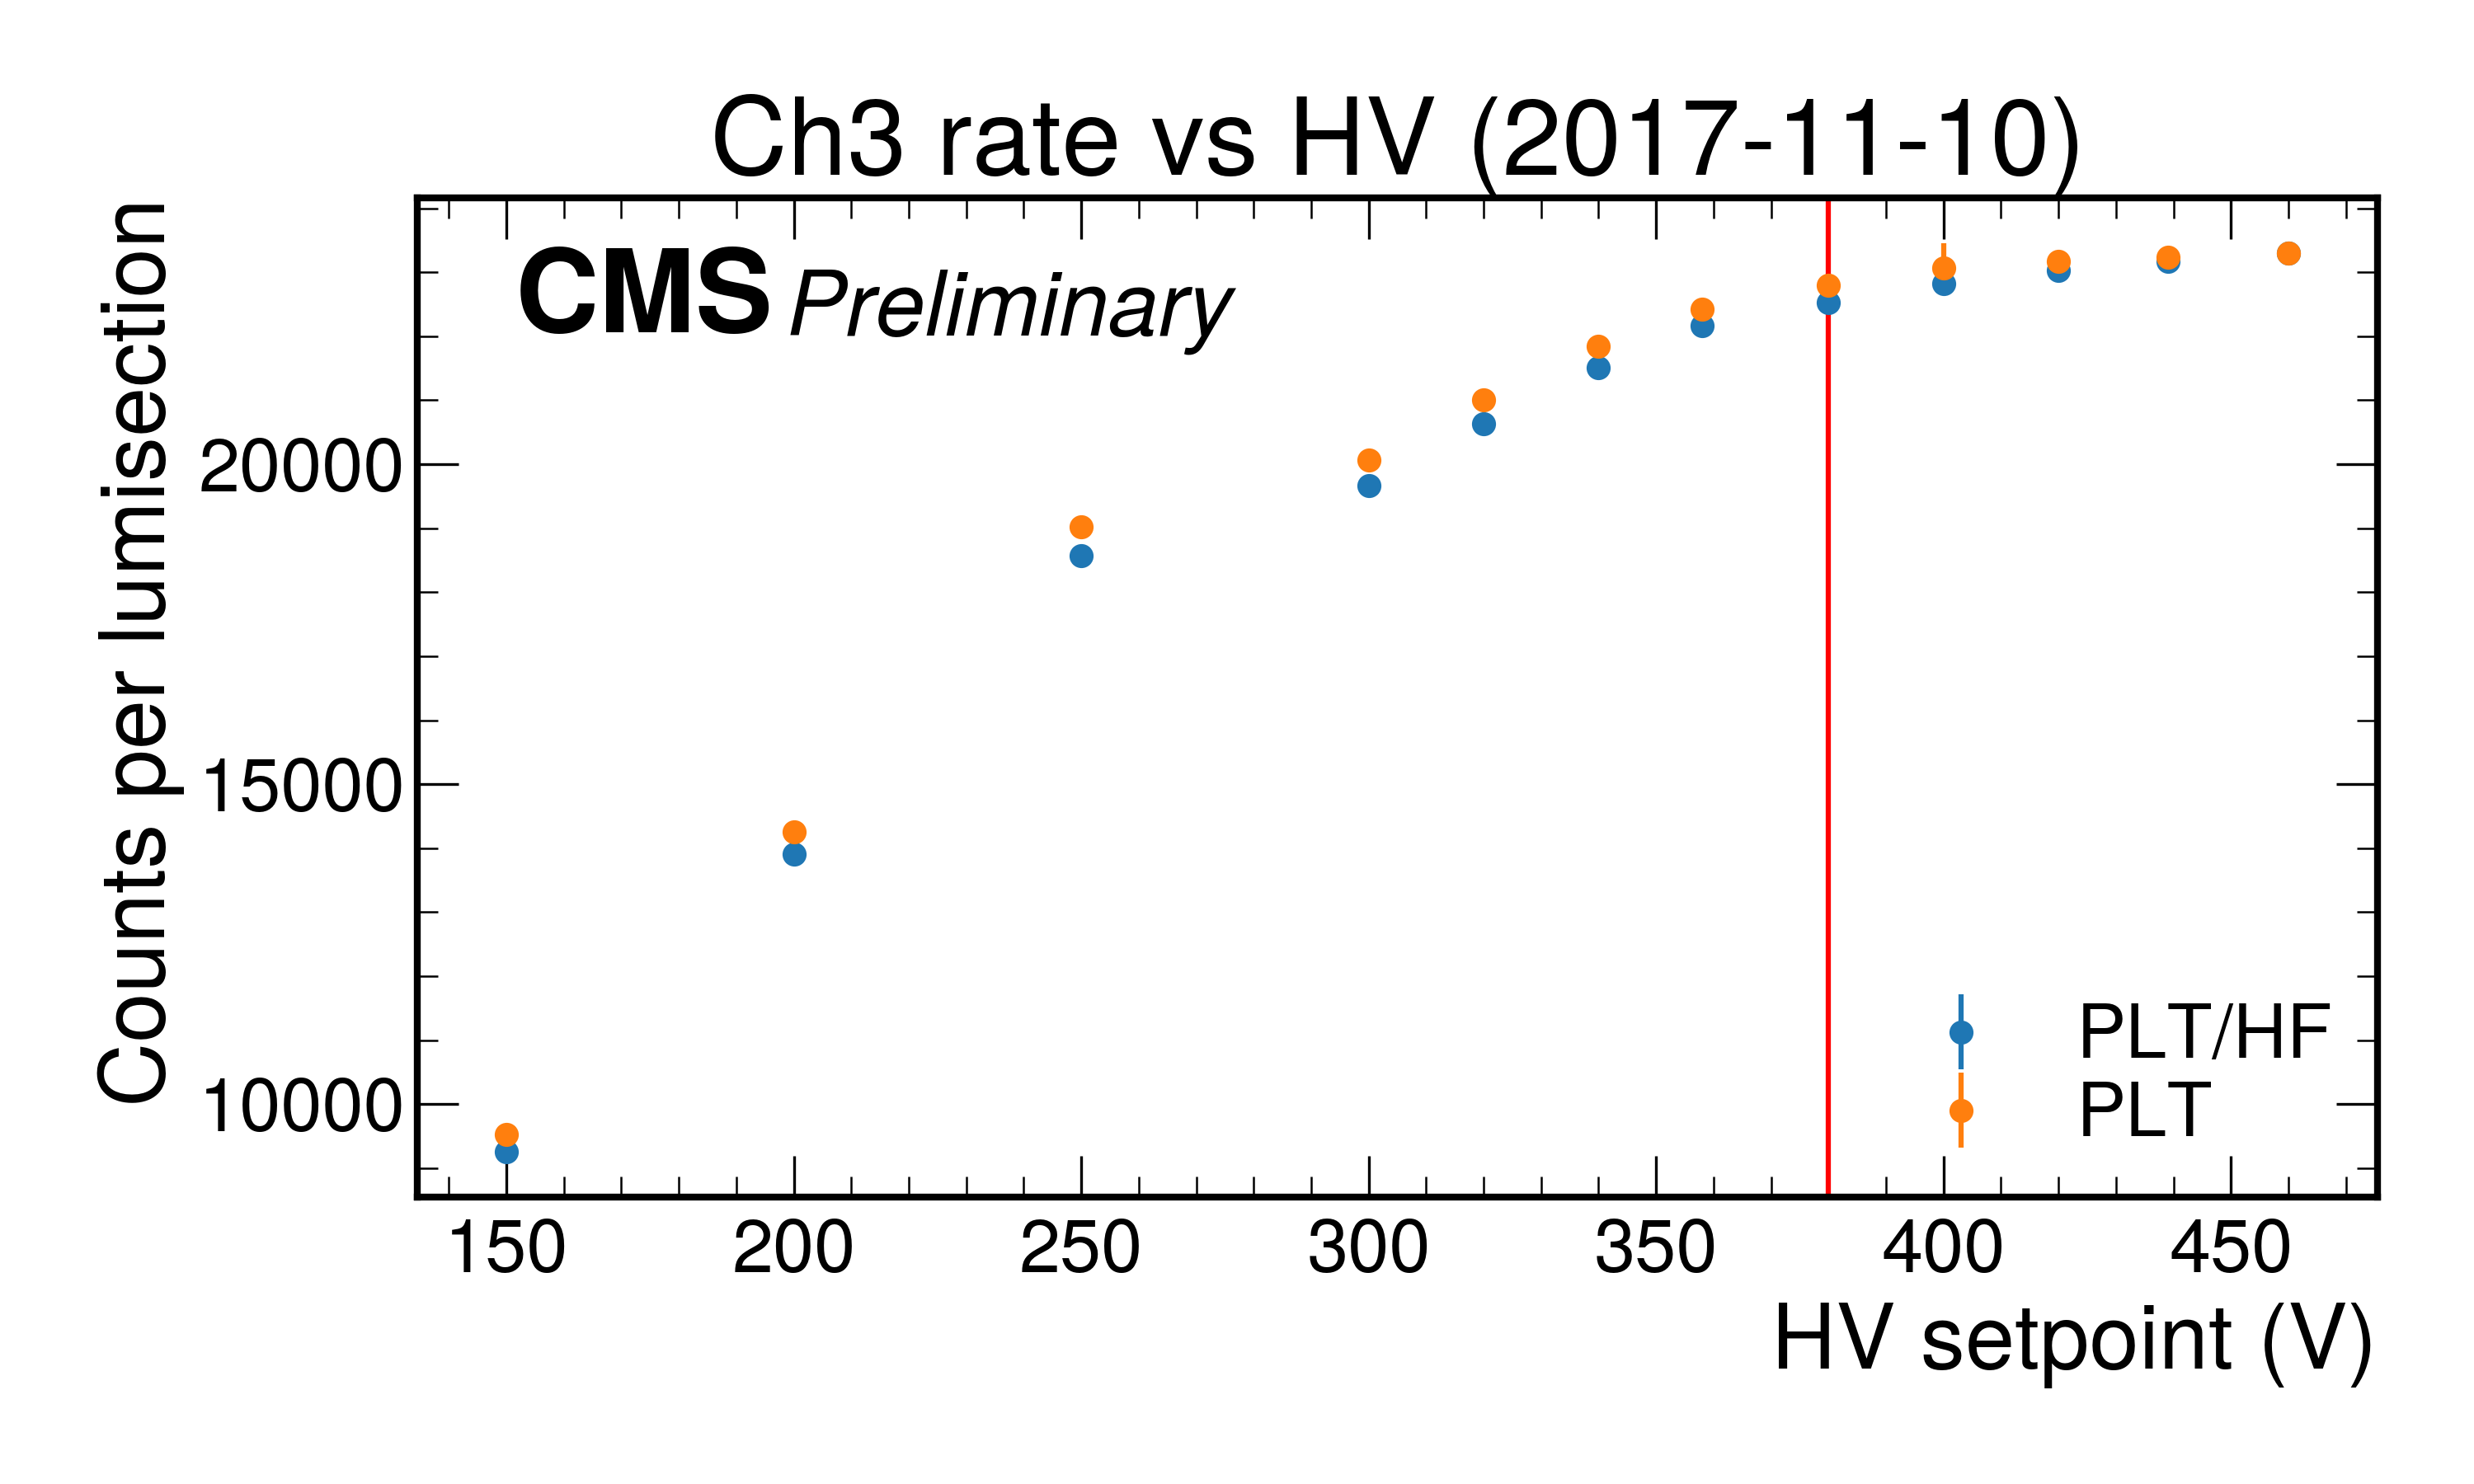 Ch3 rate vs HV (2017-11-10)
CMS Preliminary
Counts per lumisection
20000
15000
10000
PLT/HF
PLT
150 200 250 300 350 400 450
HV setpoint (V)